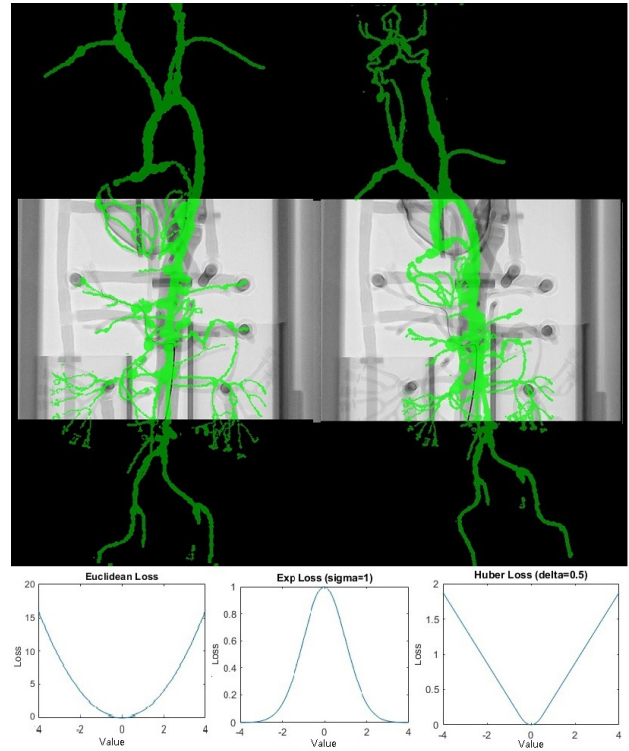 Euclidean Loss
20
15
10
5
0
-4 -2 0 2 4
Loss
Value
Exp Loss (sigma=1)
1
0.8
0.6
0.4
0.2
0
-4 -2 0 2 4
Loss
Value
Huber Loss (delta=0.5)
2
1.5
1
0.5
0
-4 -2 0 2 4
Loss
Value